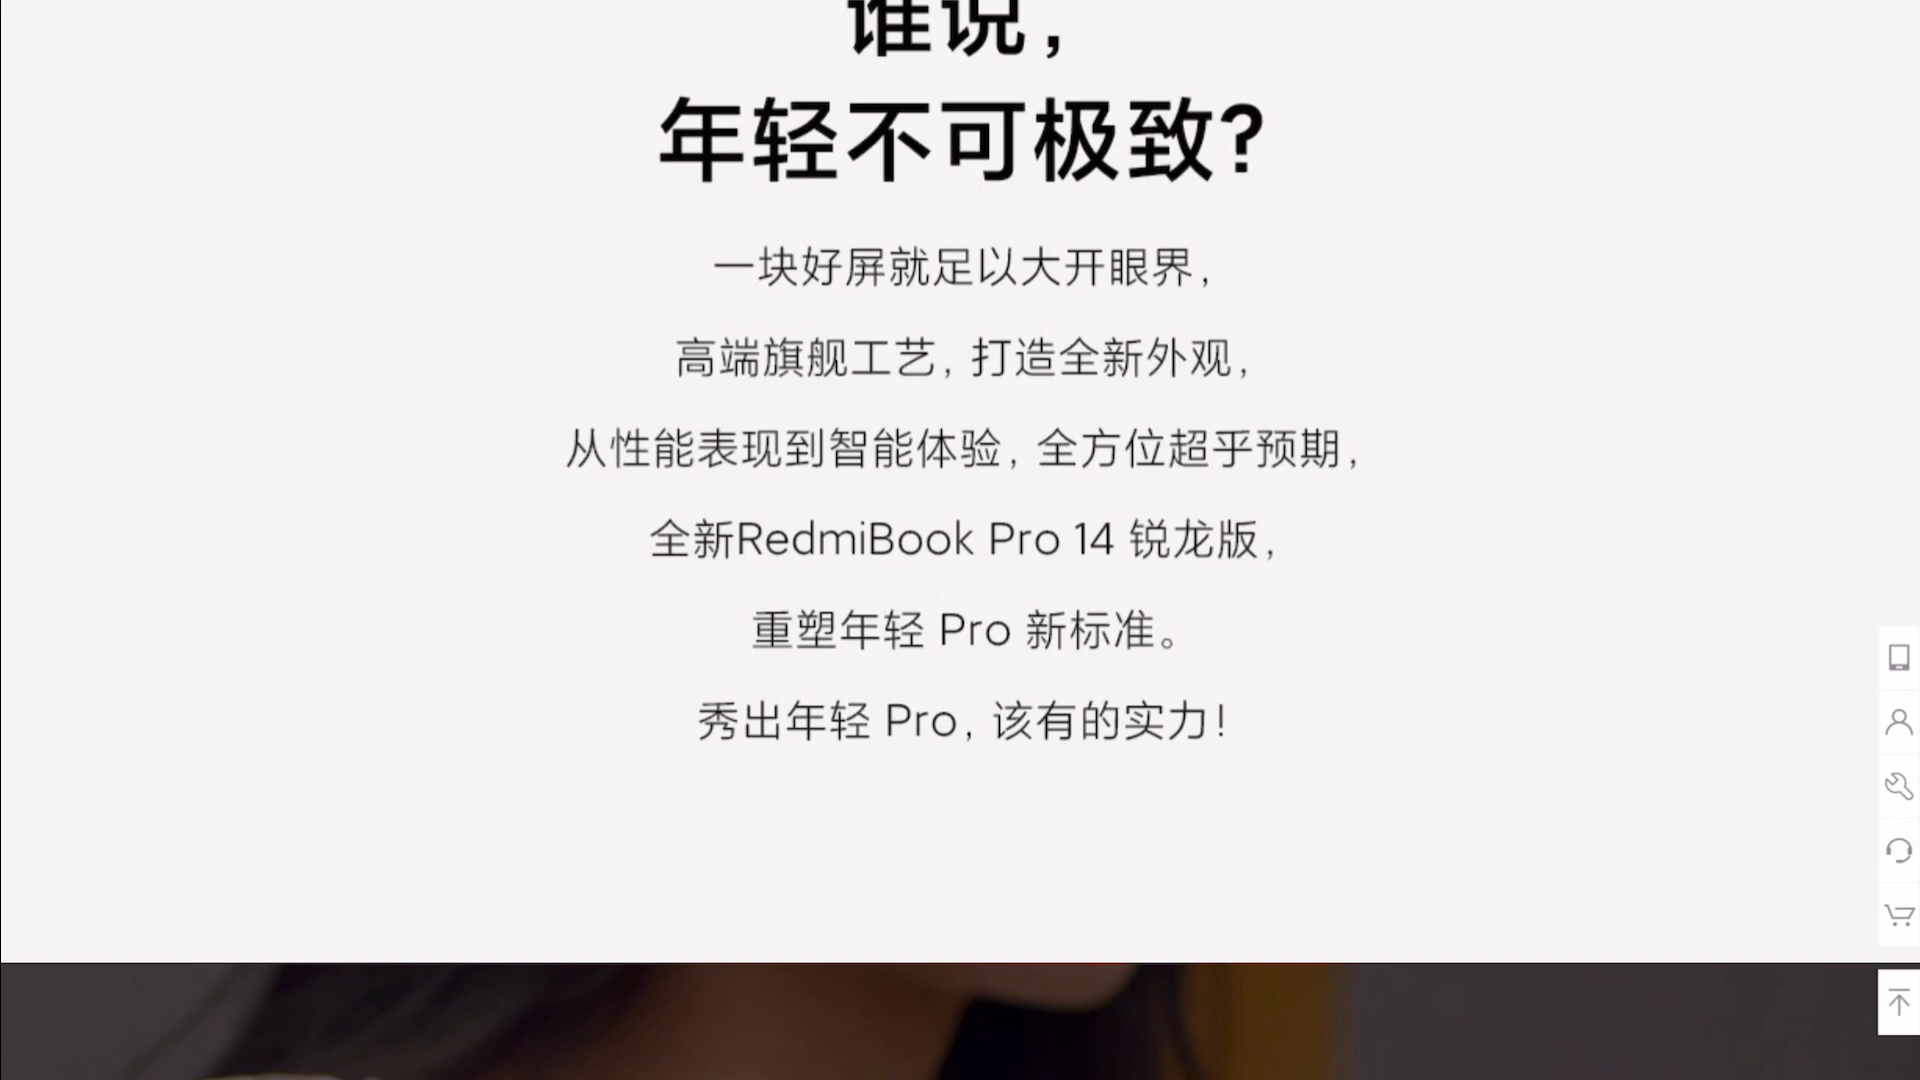 谁说，
年轻不可极致?
一块好屏就足以大开眼界，
高端旗舰工艺，打造全新外观，
从性能表现到智能体验，全方位超乎预期，
全新RedmiBook Pro 14 锐龙版，
重塑年轻 Pro 新标准。
秀出年轻 Pro，该有的实力！